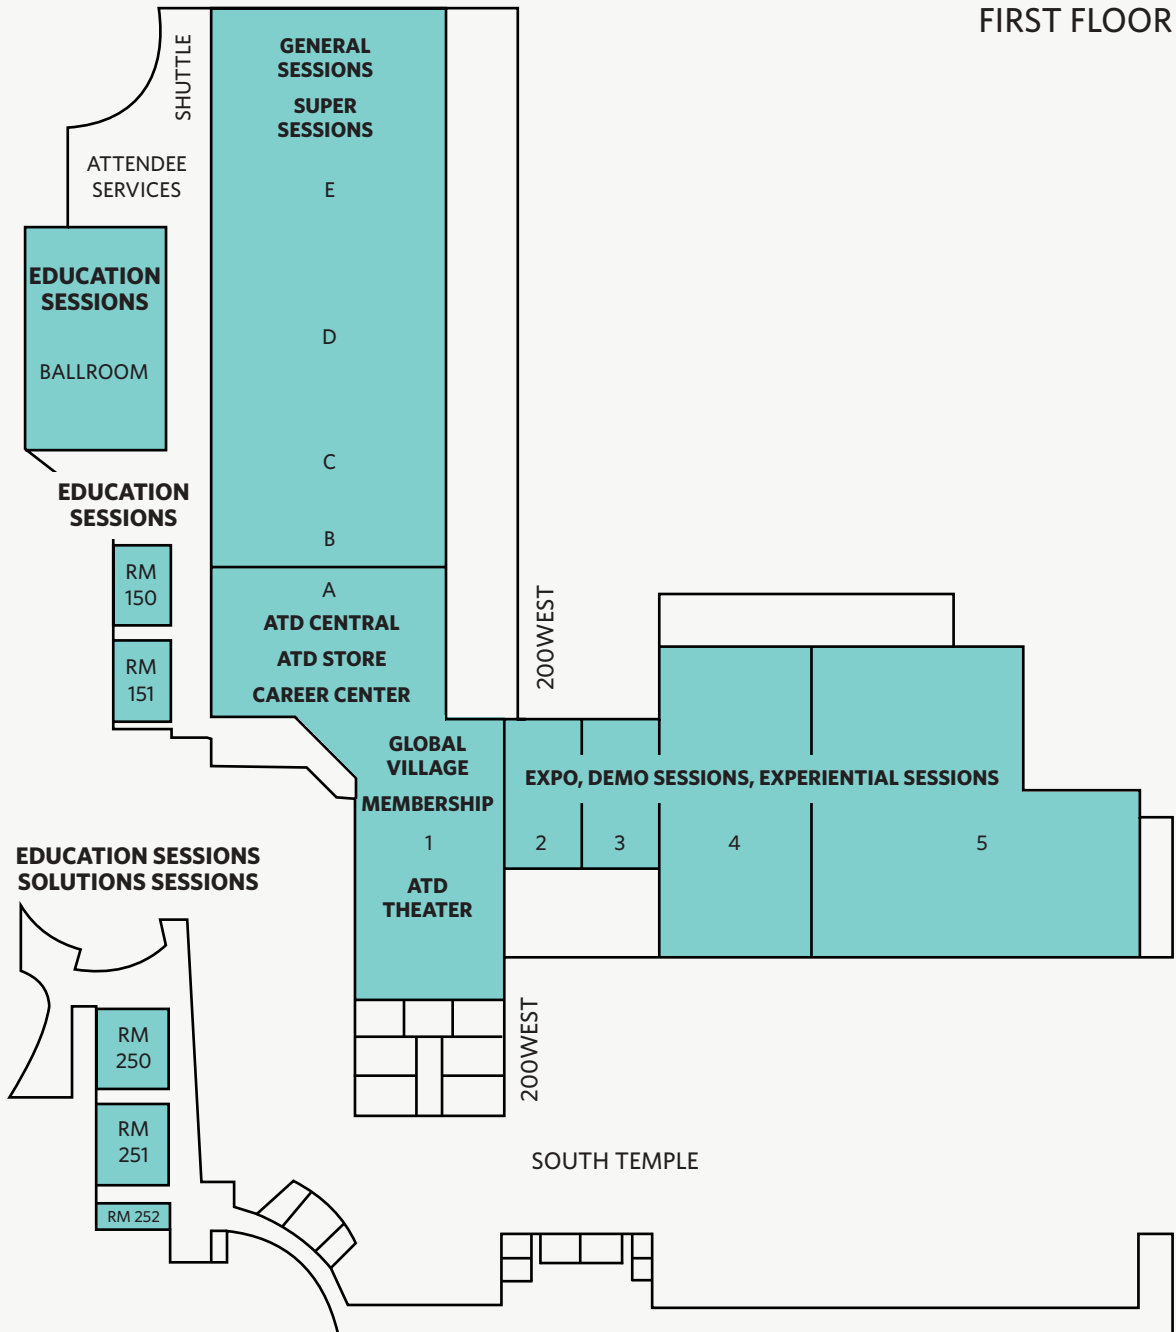 FIRST FLOOR
SHUTTLE
GENERAL
SESSIONS
SUPER
SESSIONS
ATTENDEE
SERVICES
E
EDUCATION
SESSIONS
BALLROOM
D
C
B
EDUCATION
SESSIONS
RM
150
RM
151
A
ATD CENTRAL
ATD STORE
CAREER CENTER
200WEST
GLOBAL
VILLAGE
MEMBERSHIP
1
ATD
THEATER
EXPO, DEMO SESSIONS, EXPERIENTIAL SESSIONS
2
3
4
5
EDUCATION SESSIONS
SOLUTIONS SESSIONS
RM
250
RM
251
RM 252
200WEST
SOUTH TEMPLE